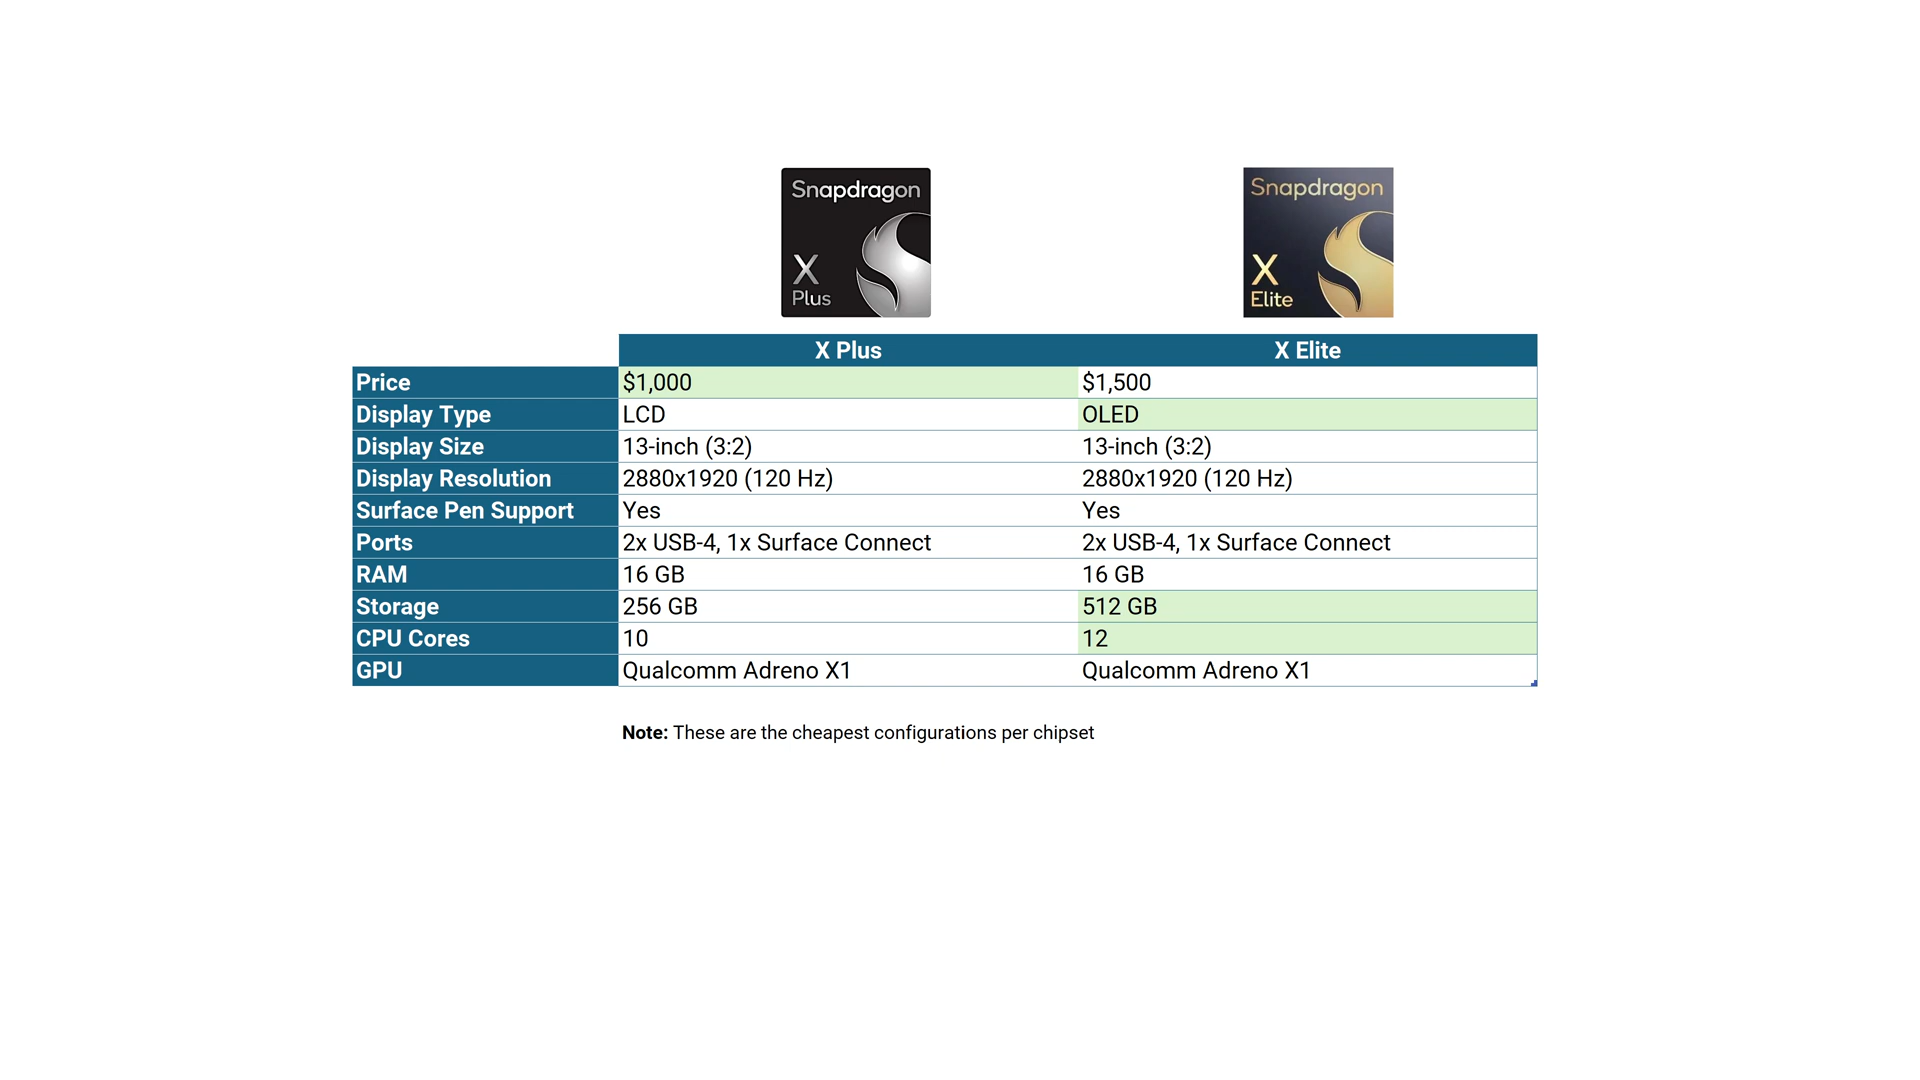 Snapdragon
X
Plus
Snapdragon
X
Elite
X Plus X Elite
Price $1,000 $1,500
Display Type LCD OLED
Display Size 13-inch (3:2) 13-inch (3:2)
Display Resolution 2880x1920 (120 Hz) 2880x1920 (120 Hz)
Surface Pen Support Yes Yes
Ports 2x USB-4, 1x Surface Connect 2x USB-4, 1x Surface Connect
RAM 16 GB 16 GB
Storage 256 GB 512 GB
CPU Cores 10 12
GPU Qualcomm Adreno X1 Qualcomm Adreno X1
Note: These are the cheapest configurations per chipset